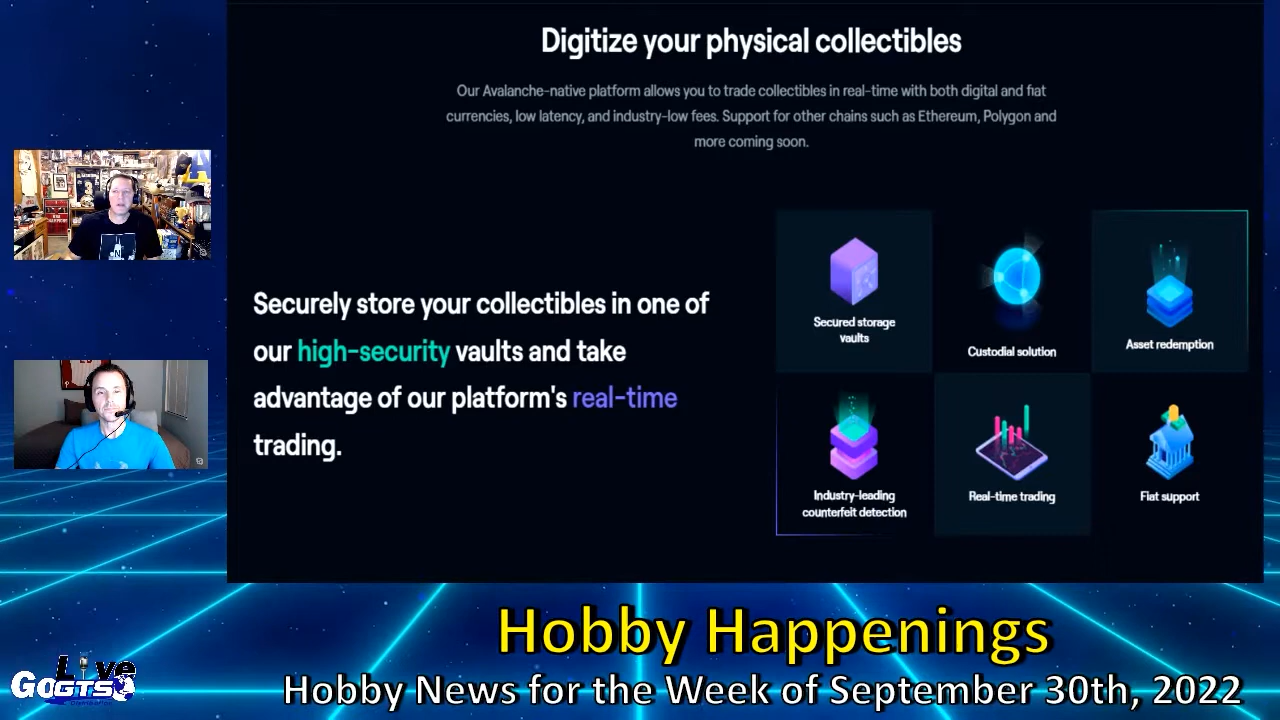 Digitize your physical collectibles
Our Avalanche-native platform allows you to trade collectibles in real-time with both digital and fiat
currencies, low latency, and industry-low fees. Support for other chains such as Ethereum, Polygon and
more coming soon.
Securely store your collectibles in one of
our high-security vaults and take
advantage of our platform's real-time
trading.
Secured storage
vaults
Custodial solution
Asset redemption
Industry-leading
counterfeit detection
Real-time trading
Fiat support
Hobby Happenings
Live
GoGTS
Hobby News for the Week of September 30th, 2022